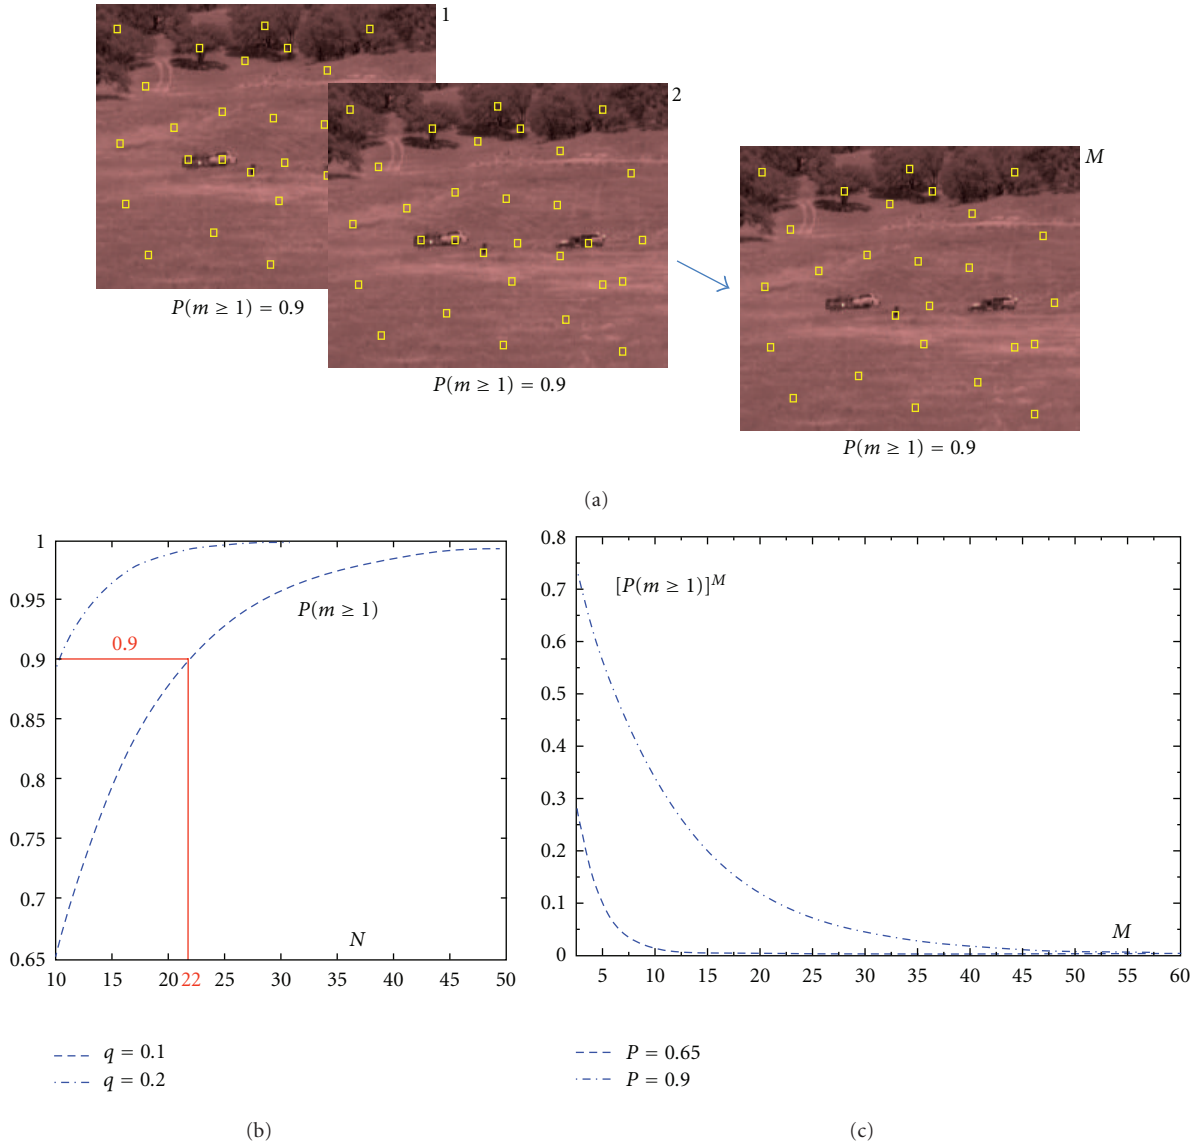 1
2
M
P(m ≥ 1) = 0.9
P(m ≥ 1) = 0.9
P(m ≥ 1) = 0.9
(a)
1
0.95
0.9
0.85
0.8
0.75
0.7
0.65
0.9
P(m ≥ 1)
N
10 15 20 22 25 30 35 40 45 50
q = 0.1
q = 0.2
(b)
0.8
0.7
0.6
0.5
0.4
0.3
0.2
0.1
0
[P(m ≥ 1)]^M
M
5 10 15 20 25 30 35 40 45 50 55 60
P = 0.65
P = 0.9
(c)